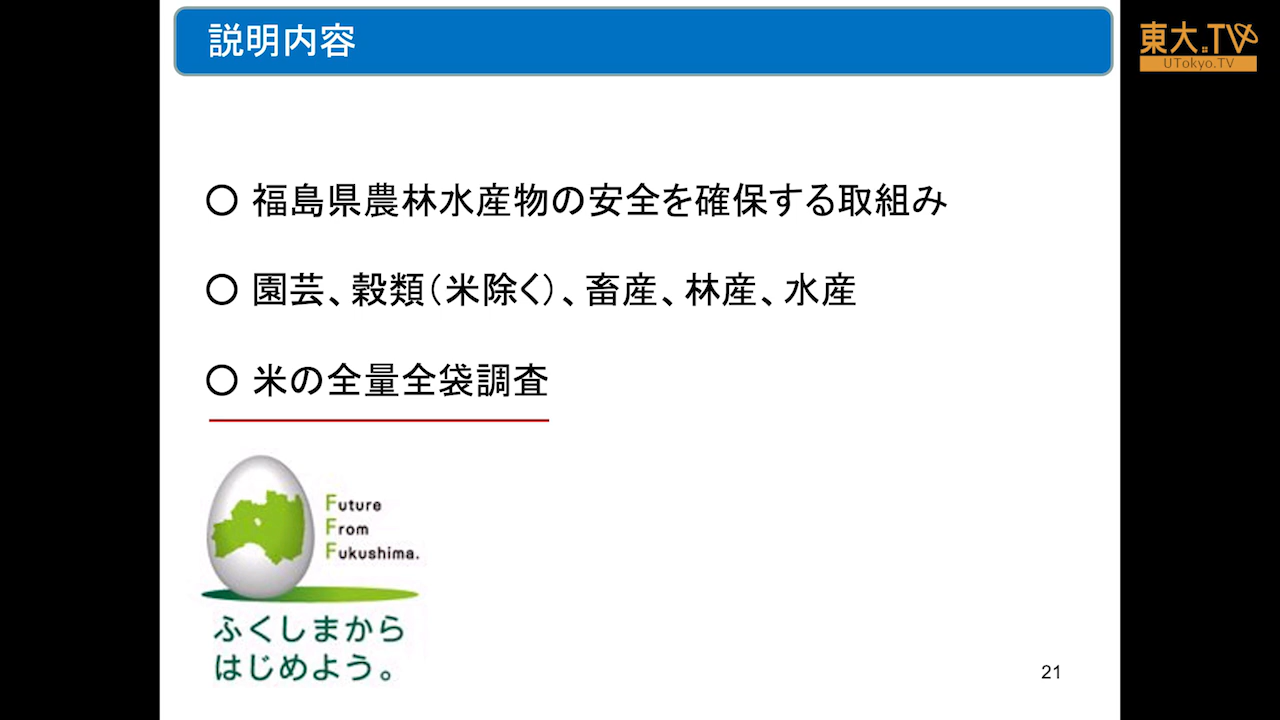 説明内容
東大.TV
UTokyo.TV
○ 福島県農林水産物の安全を確保する取組み
○ 園芸、穀類(米除く)、畜産、林産、水産
○ 米の全量全袋調査
Future
From
Fukushima.
ふくしまから
はじめよう。
21